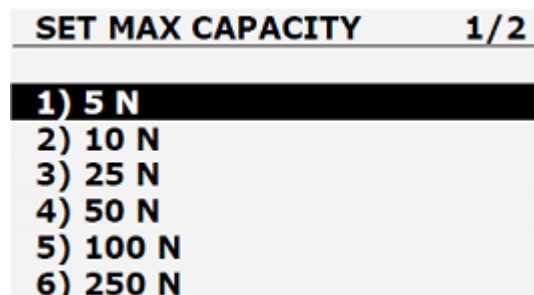 SET MAX CAPACITY 1/2
1) 5 N
2) 10 N
3) 25 N
4) 50 N
5) 100 N
6) 250 N